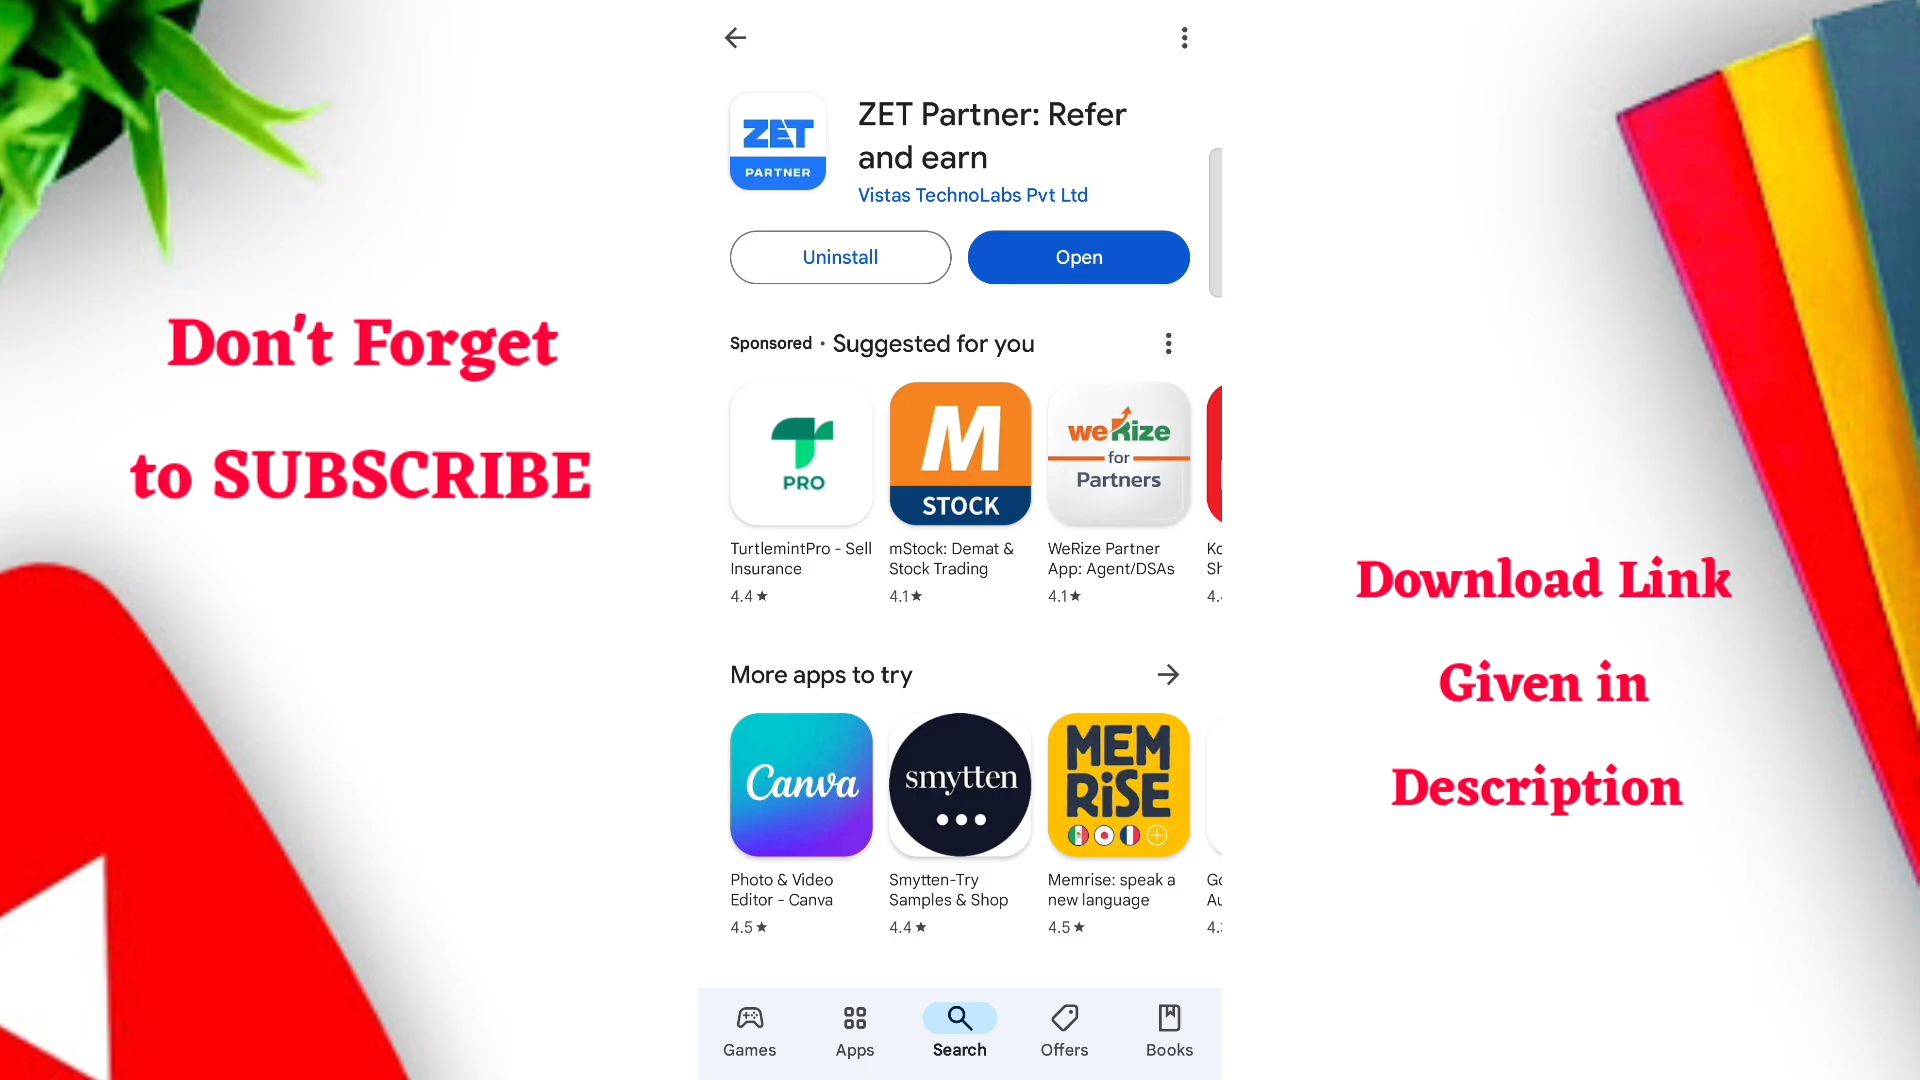 ZET
PARTNER
ZET Partner: Refer
and earn
Vistas TechnoLabs Pvt Ltd
Uninstall
Open
Don't Forget
to SUBSCRIBE
Sponsored • Suggested for you
PRO
M
STOCK
weRize
for
Partners
TurtlemintPro - Sell
Insurance
4.4★
mStock: Demat &
Stock Trading
4.1★
WeRize Partner
App: Agent/DSAs
4.1★
Download Link
Given in
Description
More apps to try
Canva
smytten
MEM
RiSE
Photo & Video
Editor - Canva
4.5★
Smytten-Try
Samples & Shop
4.4★
Memrise: speak a
new language
4.5★
Games
Apps
Search
Offers
Books